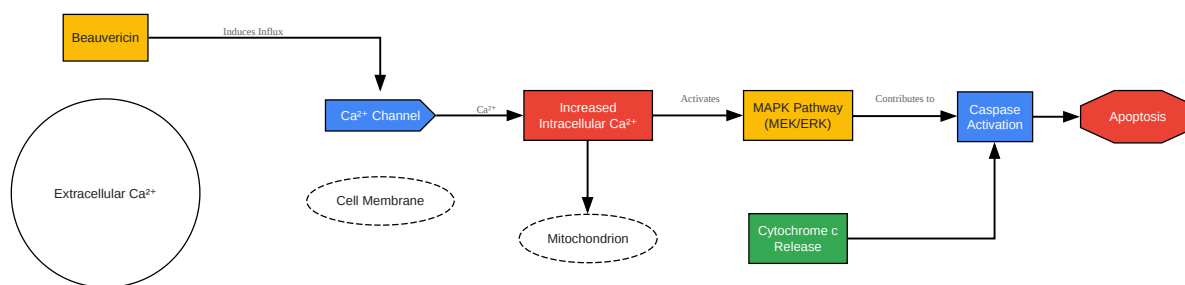 Beauvericin
Induces Influx
Extracellular Ca²⁺
Ca²⁺ Channel
Ca²⁺
Cell Membrane
Increased
Intracellular Ca²⁺
Mitochondrion
Activates
MAPK Pathway
(MEK/ERK)
Contributes to
Cytochrome c
Release
Caspase
Activation
Apoptosis